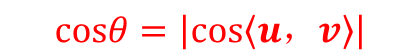 cosθ = |cos⟨u，v⟩|